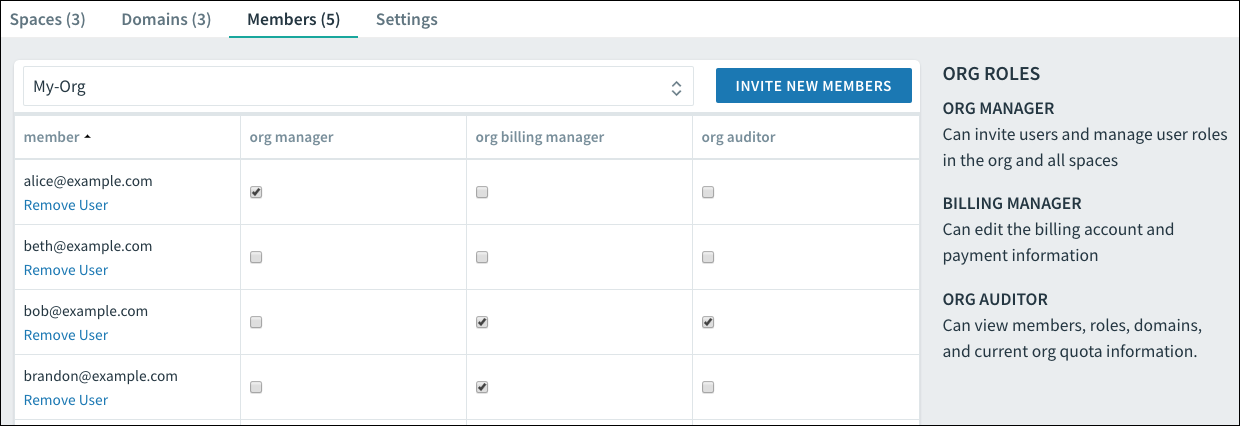 Spaces (3) Domains (3) Members (5) Settings
My-Org INVITE NEW MEMBERS
member org manager org billing manager org auditor
alice@example.com
Remove User
beth@example.com
Remove User
bob@example.com
Remove User
brandon@example.com
Remove User
ORG ROLES
ORG MANAGER
Can invite users and manage user roles
in the org and all spaces
BILLING MANAGER
Can edit the billing account and
payment information
ORG AUDITOR
Can view members, roles, domains,
and current org quota information.